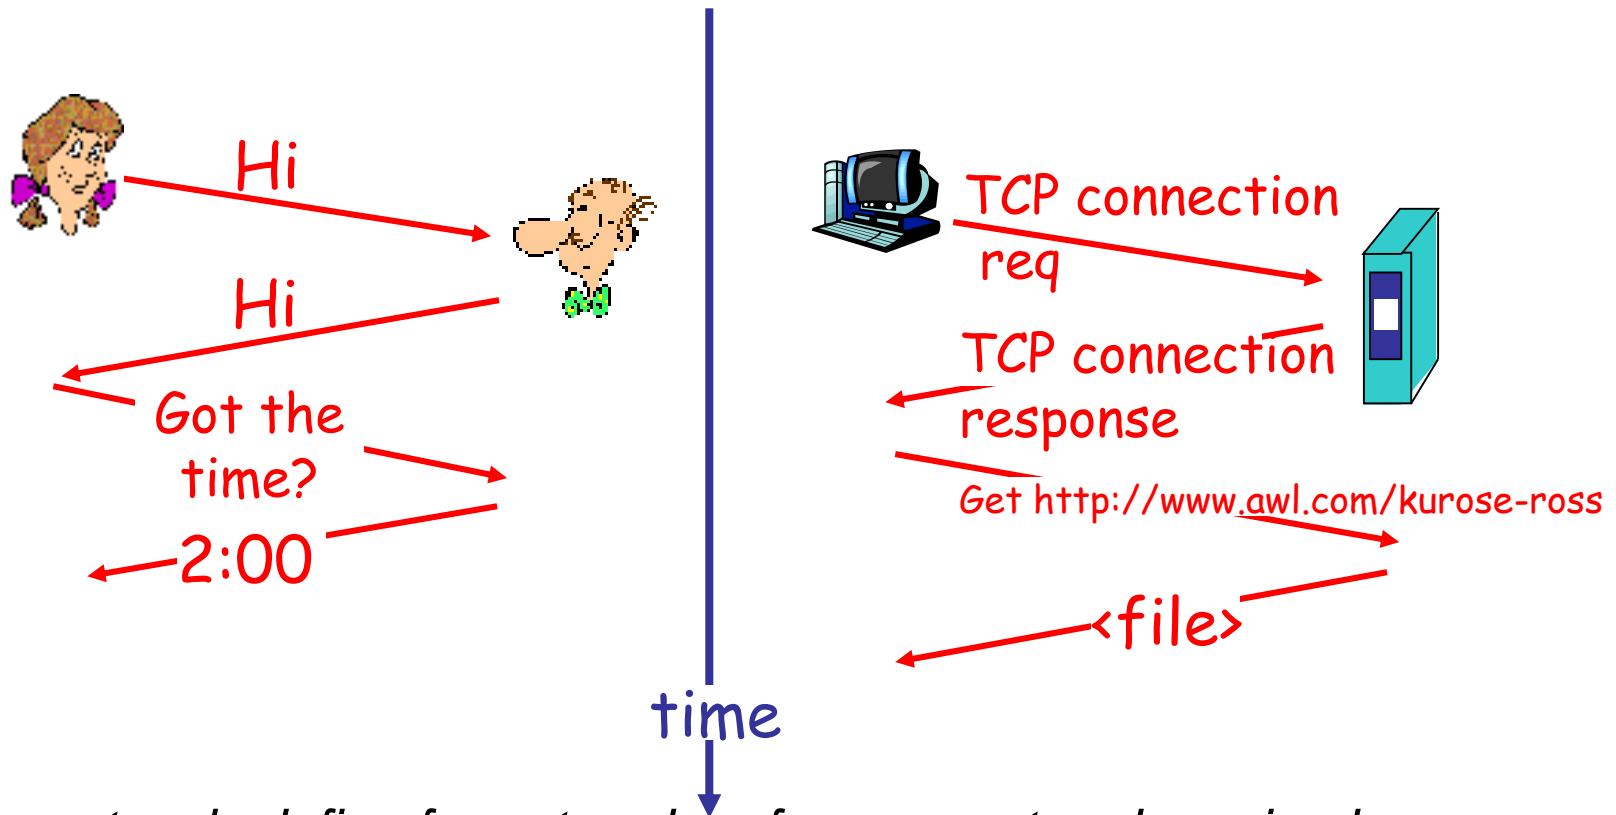 Hi
Hi
Got the
time?
2:00
TCP connection
req
TCP connection
response
Get http://www.awl.com/kurose-ross
<file>
time